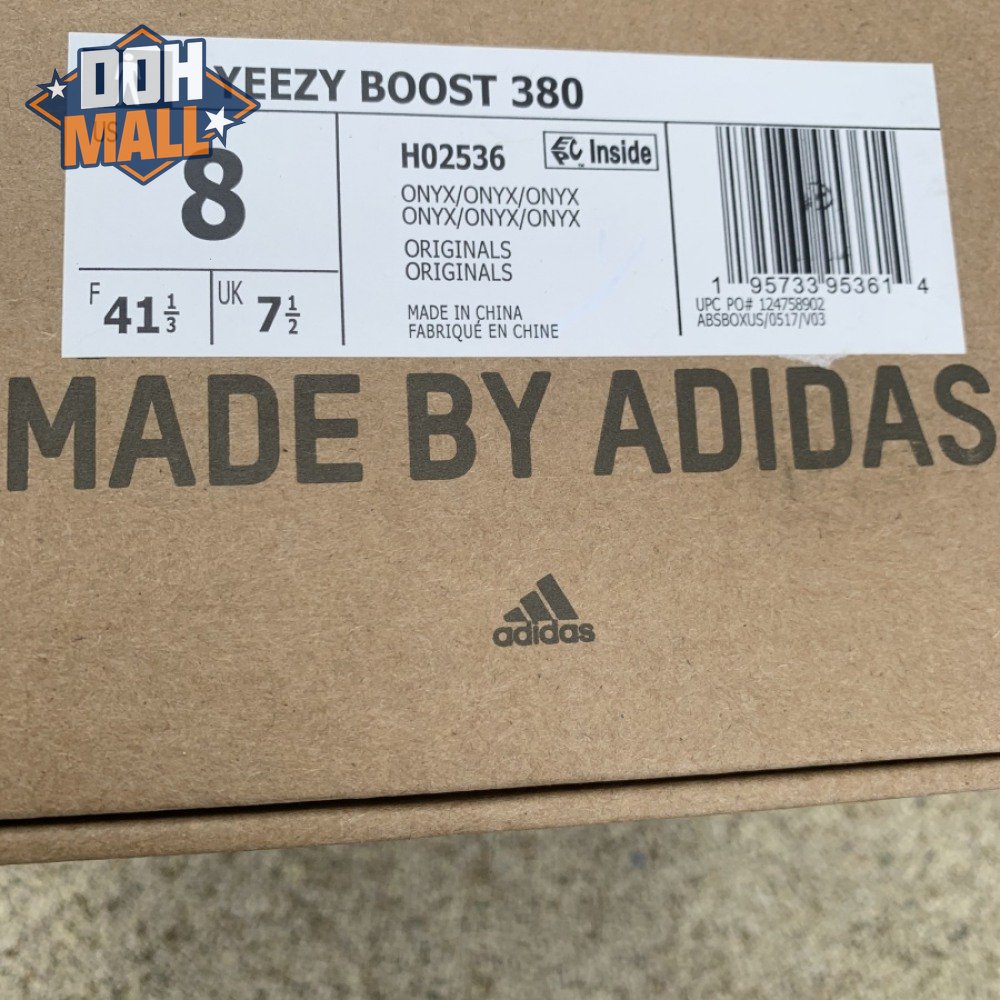 DDH
MALL
YEEZY BOOST 380
US
8
F 41 1/3
UK 7 1/2
H02536
Inside
ONYX/ONYX/ONYX
ONYX/ONYX/ONYX
ORIGINALS
ORIGINALS
MADE IN CHINA
FABRIQUÉ EN CHINE
1 95733 95361 4
UPC PO# 124758902
ABSBOXUS/0517/V03
MADE BY ADIDAS
adidas